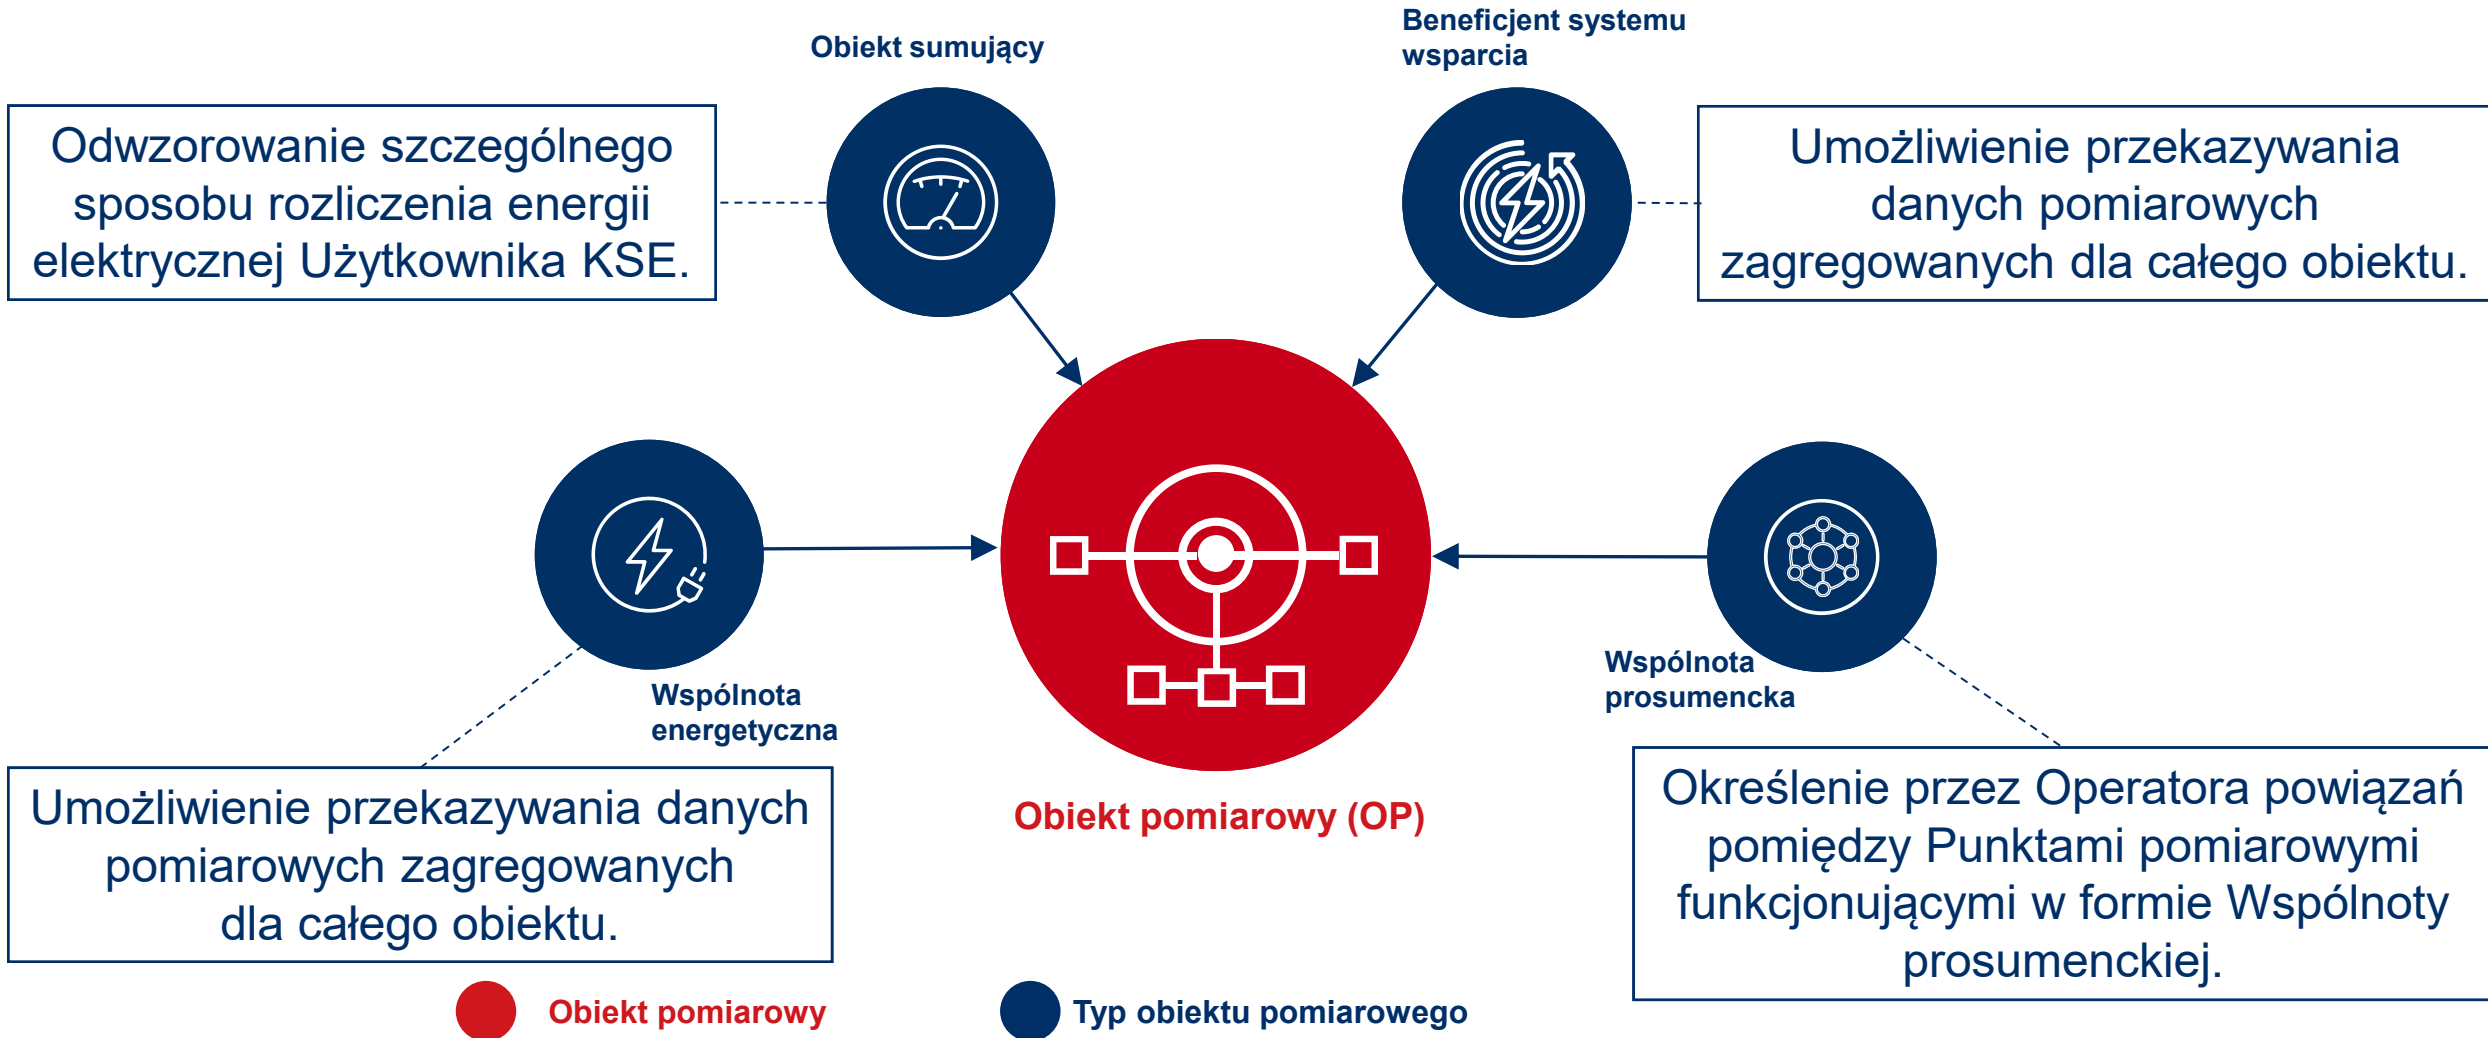 Obiekt sumujący
Beneficjent systemu
wsparcia
Odwzorowanie szczególnego
sposobu rozliczenia energii
elektrycznej Użytkownika KSE.
Umożliwienie przekazywania
danych pomiarowych
zagregowanych dla całego obiektu.
Wspólnota
energetyczna
Wspólnota
prosumencka
Umożliwienie przekazywania danych
pomiarowych zagregowanych
dla całego obiektu.
Obiekt pomiarowy (OP)
Określenie przez Operatora powiązań
pomiędzy Punktami pomiarowymi
funkcjonującymi w formie Wspólnoty
prosumenckiej.
Obiekt pomiarowy
Typ obiektu pomiarowego